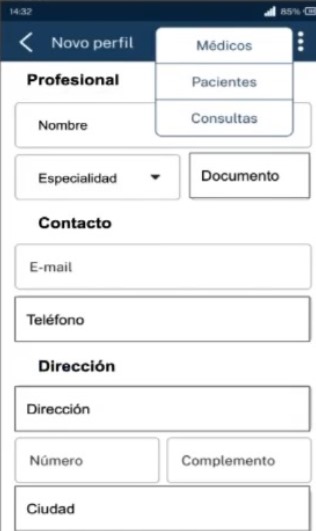 14:32
85%
Novo perfil
Médicos
Pacientes
Consultas
Profesional
Nombre
Especialidad
Documento
Contacto
E-mail
Teléfono
Dirección
Dirección
Número
Complemento
Ciudad